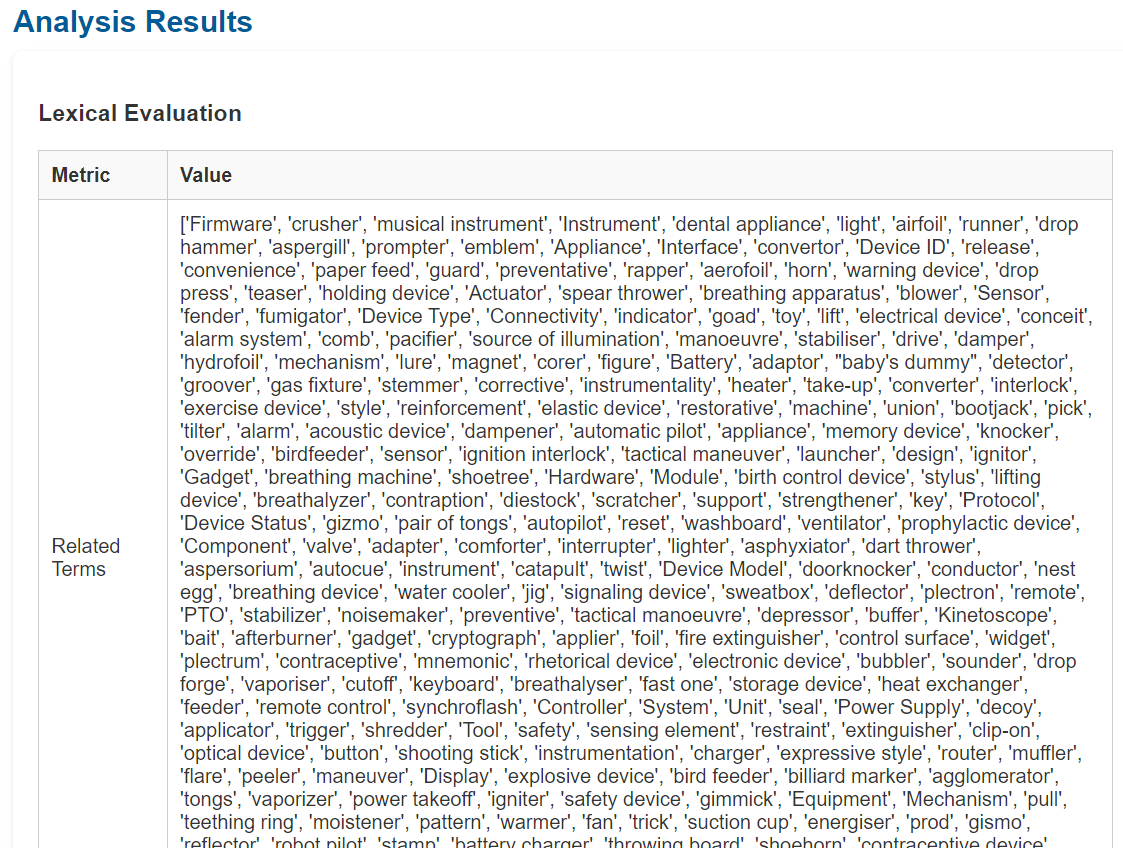 Analysis Results
Lexical Evaluation
Metric Value
['Firmware', 'crusher', 'musical instrument', 'Instrument', 'dental appliance', 'light', 'airfoil', 'runner', 'drop
hammer', 'aspergill', 'prompter', 'emblem', 'Appliance', 'Interface', 'convertor', 'Device ID', 'release',
'convenience', 'paper feed', 'guard', 'preventative', 'rapper', 'aerofoil', 'horn', 'warning device', 'drop
press', 'teaser', 'holding device', 'Actuator', 'spear thrower', 'breathing apparatus', 'blower', 'Sensor',
'fender', 'fumigator', 'Device Type', 'Connectivity', 'indicator', 'goad', 'toy', 'lift', 'electrical device', 'conceit',
'alarm system', 'comb', 'pacifier', 'source of illumination', 'manoeuvre', 'stabiliser', 'drive', 'damper',
'hydrofoil', 'mechanism', 'lure', 'magnet', 'corer', 'figure', 'Battery', 'adaptor', "baby's dummy", 'detector',
'groover', 'gas fixture', 'stemmer', 'corrective', 'instrumentality', 'heater', 'take-up', 'converter', 'interlock',
'exercise device', 'style', 'reinforcement', 'elastic device', 'restorative', 'machine', 'union', 'bootjack', 'pick',
'tilter', 'alarm', 'acoustic device', 'dampener', 'automatic pilot', 'appliance', 'memory device', 'knocker',
'override', 'birdfeeder', 'sensor', 'ignition interlock', 'tactical maneuver', 'launcher', 'design', 'ignitor',
'Gadget', 'breathing machine', 'shoetree', 'Hardware', 'Module', 'birth control device', 'stylus', 'lifting
device', 'breathalyzer', 'contraption', 'diestock', 'scratcher', 'support', 'strengthener', 'key', 'Protocol',
'Device Status', 'gizmo', 'pair of tongs', 'autopilot', 'reset', 'washboard', 'ventilator', 'prophylactic device',
Related
Terms
'Component', 'valve', 'adapter', 'comforter', 'interrupter', 'lighter', 'asphyxiator', 'dart thrower',
'aspersorium', 'autocue', 'instrument', 'catapult', 'twist', 'Device Model', 'doorknocker', 'conductor', 'nest
egg', 'breathing device', 'water cooler', 'jig', 'signaling device', 'sweatbox', 'deflector', 'plectron', 'remote',
'PTO', 'stabilizer', 'noisemaker', 'preventive', 'tactical manoeuvre', 'depressor', 'buffer', 'Kinetoscope',
'bait', 'afterburner', 'gadget', 'cryptograph', 'applier', 'foil', 'fire extinguisher', 'control surface', 'widget',
'plectrum', 'contraceptive', 'mnemonic', 'rhetorical device', 'electronic device', 'bubbler', 'sounder', 'drop
forge', 'vaporiser', 'cutoff', 'keyboard', 'breathalyser', 'fast one', 'storage device', 'heat exchanger',
'feeder', 'remote control', 'synchroflash', 'Controller', 'System', 'Unit', 'seal', 'Power Supply', 'decoy',
'applicator', 'trigger', 'shredder', 'Tool', 'safety', 'sensing element', 'restraint', 'extinguisher', 'clip-on',
'optical device', 'button', 'shooting stick', 'instrumentation', 'charger', 'expressive style', 'router', 'muffler',
'flare', 'peeler', 'maneuver', 'Display', 'explosive device', 'bird feeder', 'billiard marker', 'agglomerator',
'tongs', 'vaporizer', 'power takeoff', 'igniter', 'safety device', 'gimmick', 'Equipment', 'Mechanism', 'pull',
'teething ring', 'moistener', 'pattern', 'warmer', 'fan', 'trick', 'suction cup', 'energiser', 'prod', 'gismo',
'reflector', 'robot pilot', 'stamp', 'battery charger', 'throwing board', 'shoehorn', 'contraceptive device'